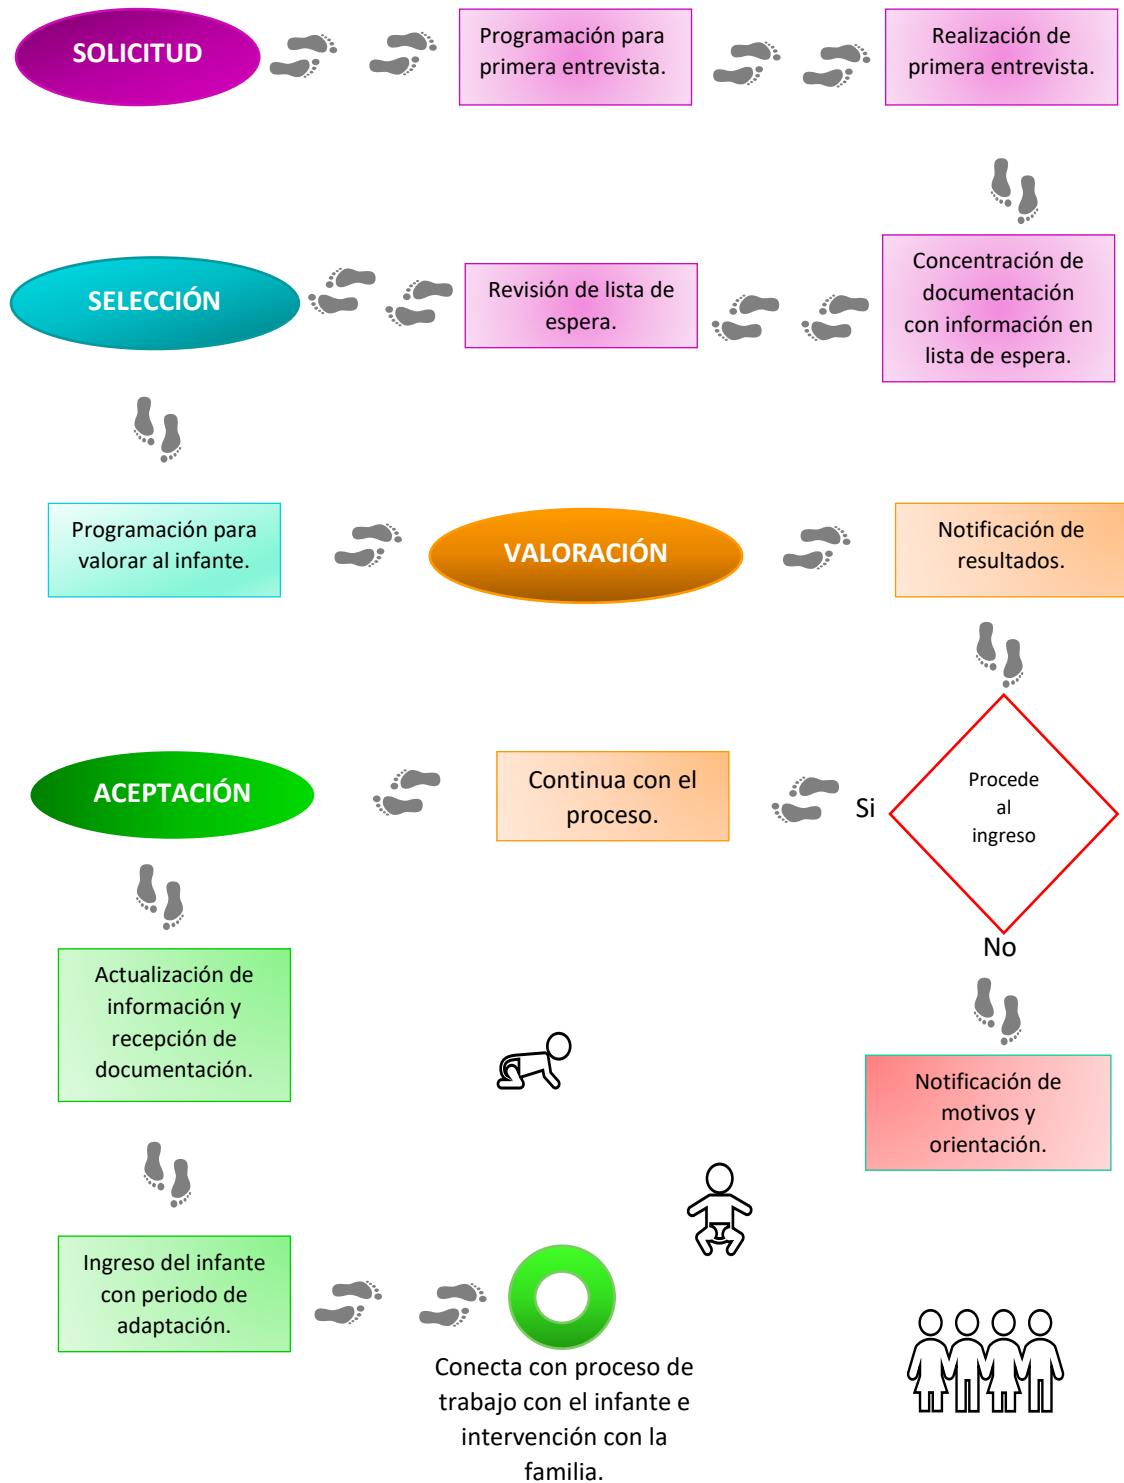 SOLICITUD
Programación para
primera entrevista.
Realización de
primera entrevista.
Concentración de
documentación
con información en
lista de espera.
Revisión de lista de
espera.
SELECCIÓN
Programación para
valorar al infante.
VALORACIÓN
Notificación de
resultados.
Procede
al
ingreso
Si
Continua con el
proceso.
ACEPTACIÓN
No
Notificación de
motivos y
orientación.
Actualización de
información y
recepción de
documentación.
Ingreso del infante
con periodo de
adaptación.
Conecta con proceso de
trabajo con el infante e
intervención con la
familia.